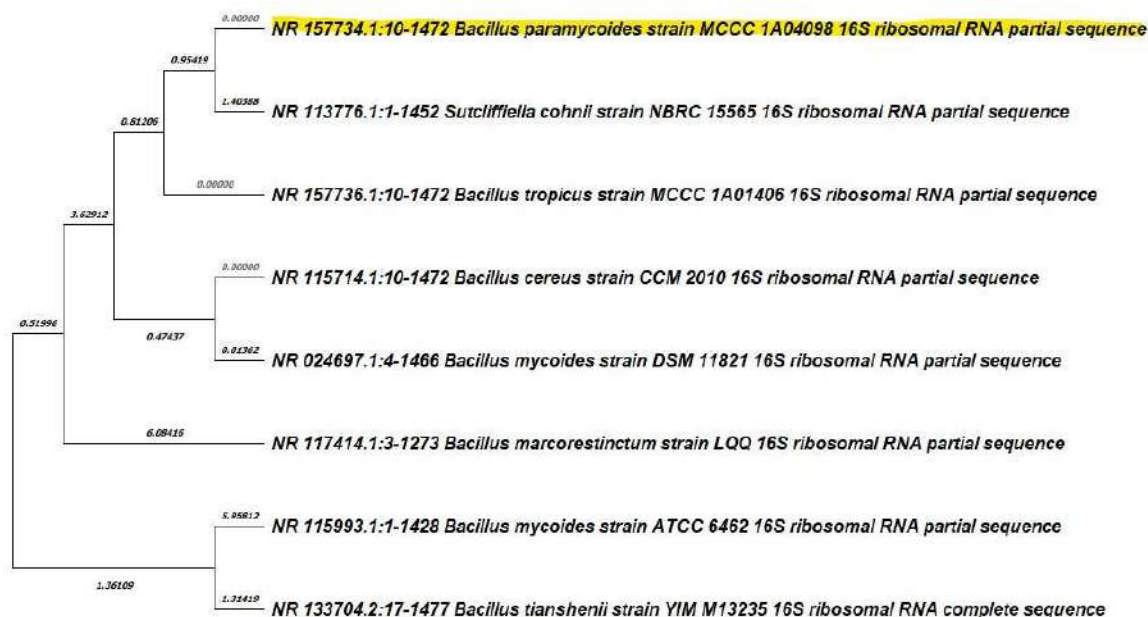 0.00000
NR 157734.1:10-1472 Bacillus paramycoides strain MCCC 1A04098 16S ribosomal RNA partial sequence
0.95419
1.40388
NR 113776.1:1-1452 Sutcliffiella cohnii strain NBRC 15565 16S ribosomal RNA partial sequence
0.81206
0.00000
NR 157736.1:10-1472 Bacillus tropicus strain MCCC 1A01406 16S ribosomal RNA partial sequence
3.62912
0.00000
NR 115714.1:10-1472 Bacillus cereus strain CCM 2010 16S ribosomal RNA partial sequence
0.51996
0.47437
0.01362
NR 024697.1:4-1466 Bacillus mycoides strain DSM 11821 16S ribosomal RNA partial sequence
6.08416
NR 117414.1:3-1273 Bacillus marcorestinctum strain LQQ 16S ribosomal RNA partial sequence
5.95812
NR 115993.1:1-1428 Bacillus mycoides strain ATCC 6462 16S ribosomal RNA partial sequence
1.36109
1.31419
NR 133704.2:17-1477 Bacillus tianshenii strain YIM M13235 16S ribosomal RNA complete sequence